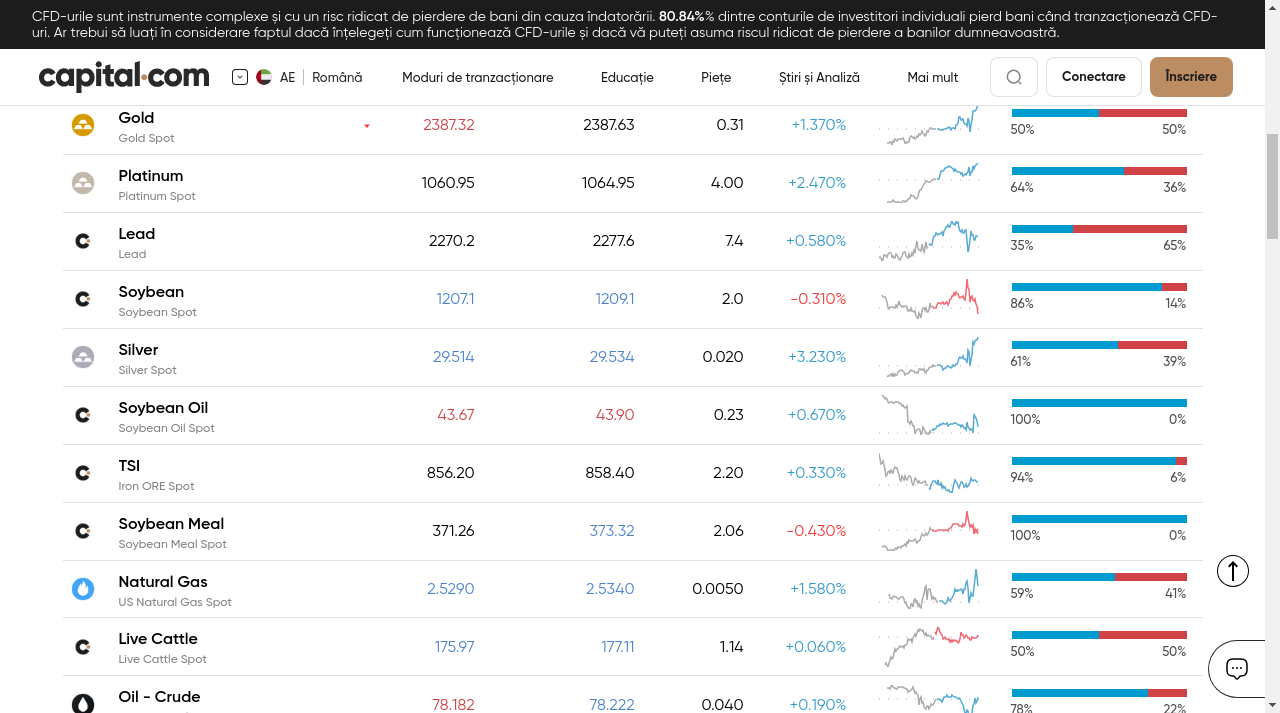 CFD-urile sunt instrumente complexe și cu un risc ridicat de pierdere de bani din cauza îndatorării. 80.84%% dintre conturile de investitori individuali pierd bani când tranzacționează CFD-
uri. Ar trebui să luați în considerare faptul dacă înțelegeți cum funcționează CFD-urile și dacă vă puteți asuma riscul ridicat de pierdere a banilor dumneavoastră.
capital.com AE Română Moduri de tranzacționare Educație Piețe Știri și Analiză Mai mult Conectare Înscriere
Gold 2387.32 2387.63 0.31 +1.370%
Gold Spot 50% 50%
Platinum 1060.95 1064.95 4.00 +2.470%
Platinum Spot 64% 36%
Lead 2270.2 2277.6 7.4 +0.580%
Lead 35% 65%
Soybean 1207.1 1209.1 2.0 -0.310%
Soybean Spot 86% 14%
Silver 29.514 29.534 0.020 +3.230%
Silver Spot 61% 39%
Soybean Oil 43.67 43.90 0.23 +0.670%
Soybean Oil Spot 100% 0%
TSI 856.20 858.40 2.20 +0.330%
Iron ORE Spot 94% 6%
Soybean Meal 371.26 373.32 2.06 -0.430%
Soybean Meal Spot 100% 0%
Natural Gas 2.5290 2.5340 0.0050 +1.580%
US Natural Gas Spot 59% 41%
Live Cattle 175.97 177.11 1.14 +0.060%
Live Cattle Spot 50% 50%
Oil - Crude 78.182 78.222 0.040 +0.190%
78% 22%